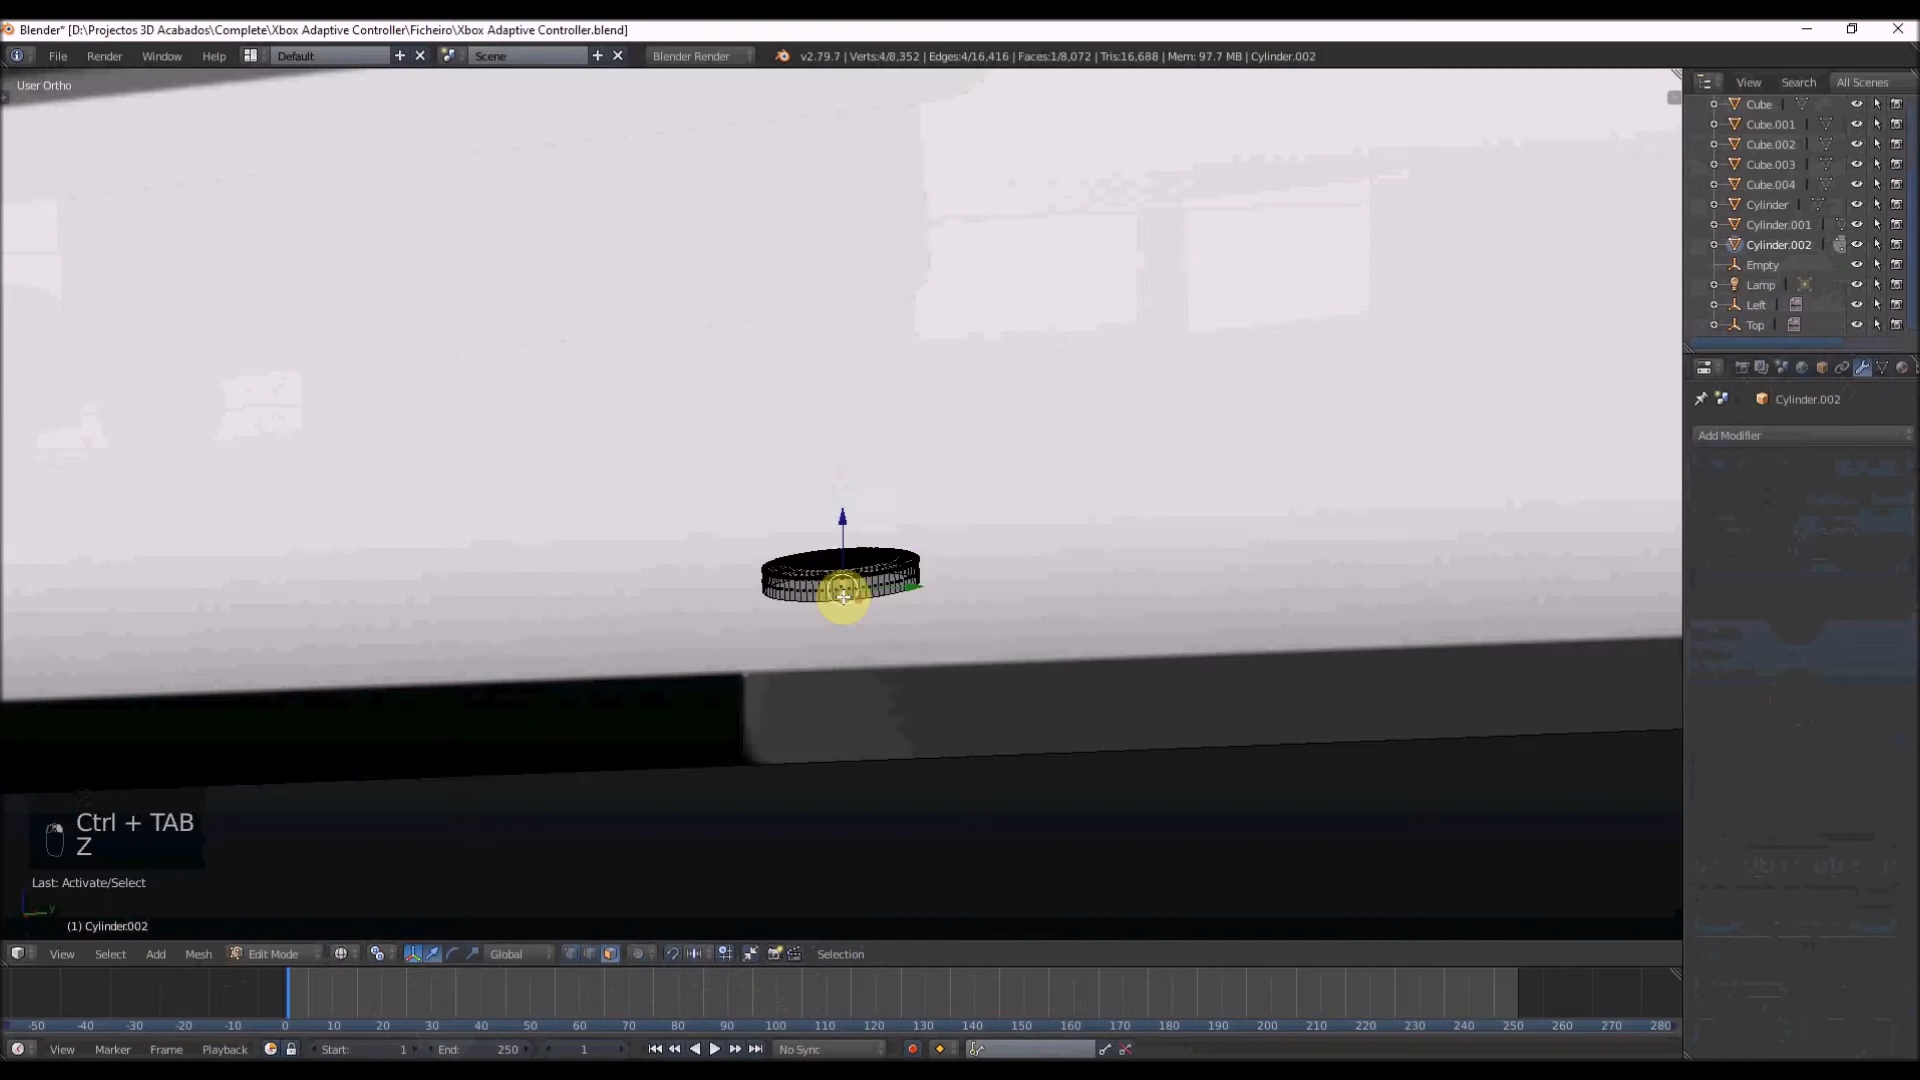 Blender* [D:\Projectos 3D Acabados\Complete\Xbox Adaptive Controller\Ficheiro\Xbox Adaptive Controller.blend]
File Render Window Help Default Scene Blender Render v2.79.7 | Verts:4/8,352 | Edges:4/16,416 | Faces:1/8,072 | Tris:16,688 | Mem: 97.7 MB | Cylinder.002
User Ortho
View Search All Scenes
Cube
Cube.001
Cube.002
Cube.003
Cube.004
Cylinder
Cylinder.001
Cylinder.002
Empty
Lamp
Left
Top
Cylinder.002
Add Modifier
Ctrl + TAB
Z
Last: Activate/Select
y
(1) Cylinder.002
View Select Add Mesh Edit Mode Global Selection
-50 -40 -30 -20 -10 0 10 20 30 40 50 60 70 80 90 100 110 120 130 140 150 160 170 180 190 200 210 220 230 240 250 260 270 280
View Marker Frame Playback Start: 1 End: 250 1 No Sync